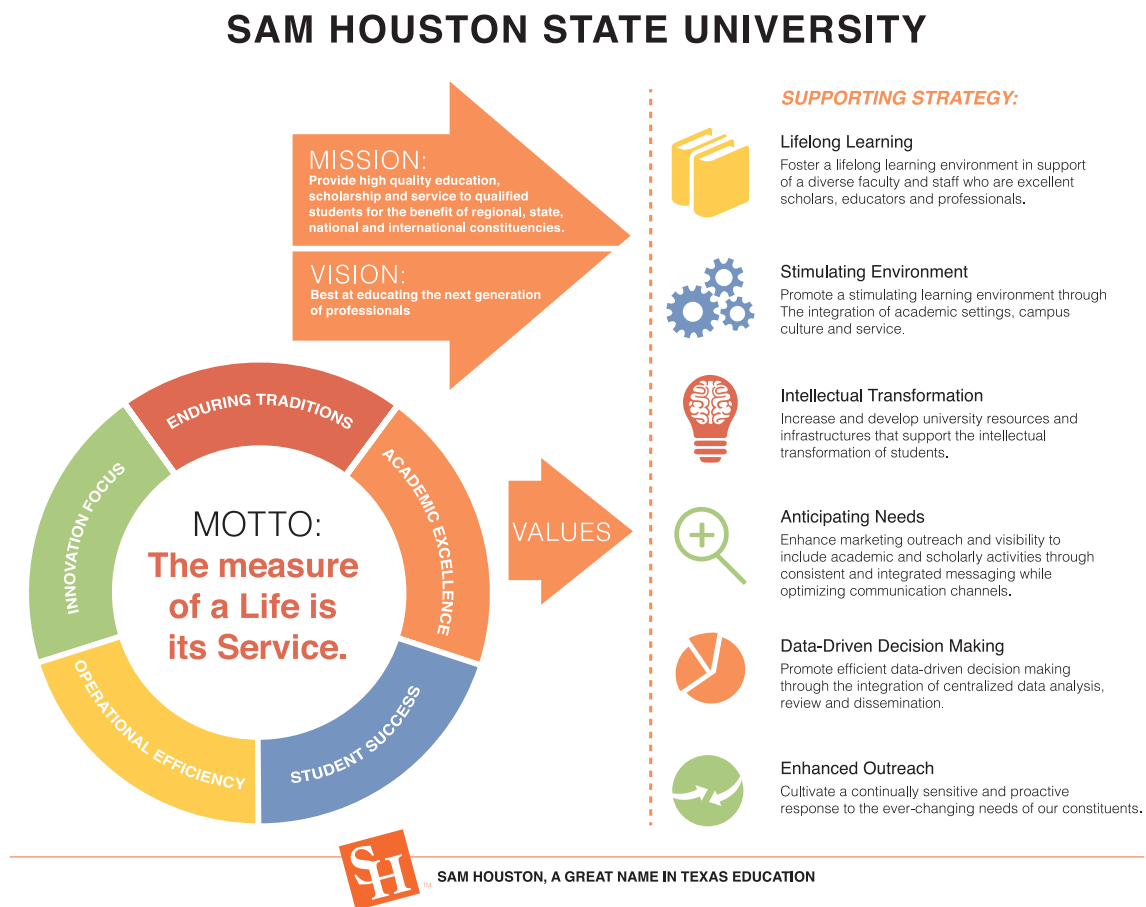 SAM HOUSTON STATE UNIVERSITY
MISSION:
Provide high quality education,
scholarship and service to qualified
students for the benefit of regional, state,
national and international constituencies.
VISION:
Best at educating the next generation
of professionals
ENDURING TRADITIONS
ACADEMIC EXCELLENCE
STUDENT SUCCESS
OPERATIONAL EFFICIENCY
INNOVATION FOCUS
MOTTO:
The measure
of a Life is
its Service.
VALUES
SUPPORTING STRATEGY:
Lifelong Learning
Foster a lifelong learning environment in support
of a diverse faculty and staff who are excellent
scholars, educators and professionals.
Stimulating Environment
Promote a stimulating learning environment through
The integration of academic settings, campus
culture and service.
Intellectual Transformation
Increase and develop university resources and
infrastructures that support the intellectual
transformation of students.
Anticipating Needs
Enhance marketing outreach and visibility to
include academic and scholarly activities through
consistent and integrated messaging while
optimizing communication channels.
Data-Driven Decision Making
Promote efficient data-driven decision making
through the integration of centralized data analysis,
review and dissemination.
Enhanced Outreach
Cultivate a continually sensitive and proactive
response to the ever-changing needs of our constituents.
SH TM
SAM HOUSTON, A GREAT NAME IN TEXAS EDUCATION